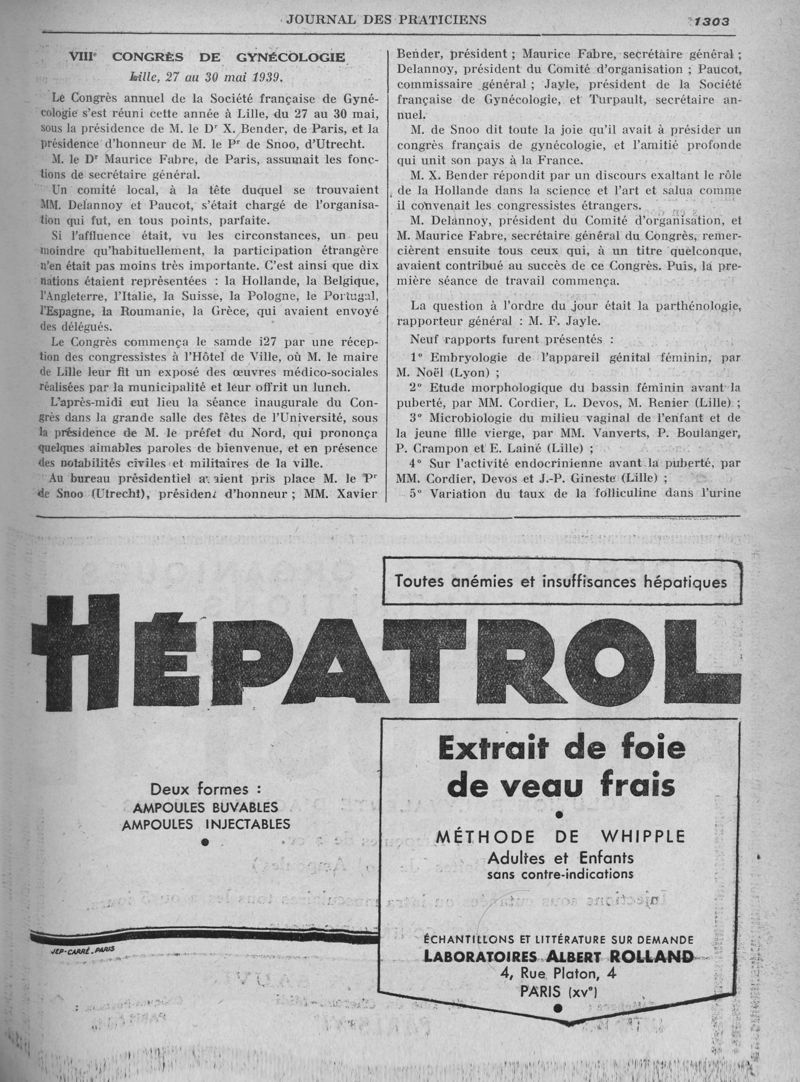 JOURNAL DES PRATICIENS
1303
VIIIᵉ CONGRÈS DE GYNÉCOLOGIE
Lille, 27 au 30 mai 1939.
Le Congrès annuel de la Société française de Gyné-
cologie s'est réuni cette année à Lille, du 27 au 30 mai,
sous la présidence de M. le Dʳ X. Bender, de Paris, et la
présidence d'honneur de M. le Pʳ de Snoo, d'Utrecht.
M. le Dʳ Maurice Fabre, de Paris, assumait les fonc-
tions de secrétaire général.
Un comité local, à la tête duquel se trouvaient
MM. Delannoy et Paucot, s'était chargé de l'organisa-
tion qui fut, en tous points, parfaite.
Si l'affluence était, vu les circonstances, un peu
moindre qu'habituellement, la participation étrangère
n'en était pas moins très importante. C'est ainsi que dix
nations étaient représentées : la Hollande, la Belgique,
l'Angleterre, l'Italie, la Suisse, la Pologne, le Portugal,
l'Espagne, la Roumanie, la Grèce, qui avaient envoyé
des délégués.
Le Congrès commença le samde i27 par une récep-
tion des congressistes à l'Hôtel de Ville, où M. le maire
de Lille leur fit un exposé des œuvres médico-sociales
réalisées par la municipalité et leur offrit un lunch.
L'après-midi eut lieu la séance inaugurale du Con-
grès dans la grande salle des fêtes de l'Université, sous
la présidence de M. le préfet du Nord, qui prononça
quelques aimables paroles de bienvenue, et en présence
des notabilités civiles et militaires de la ville.
Au bureau présidentiel avaient pris place M. le Pʳ
de Snoo (Utrecht), président d'honneur ; MM. Xavier
Bender, président ; Maurice Fabre, secrétaire général ;
Delannoy, président du Comité d'organisation ; Paucot,
commissaire général ; Jayle, président de la Société
française de Gynécologie, et Turpault, secrétaire an-
nuel.
M. de Snoo dit toute la joie qu'il avait à présider un
congrès français de gynécologie, et l'amitié profonde
qui unit son pays à la France.
M. X. Bender répondit par un discours exaltant le rôle
de la Hollande dans la science et l'art et salua comme
il convenait les congressistes étrangers.
M. Delannoy, président du Comité d'organisation, et
M. Maurice Fabre, secrétaire général du Congrès, remer-
cièrent ensuite tous ceux qui, à un titre quelconque,
avaient contribué au succès de ce Congrès. Puis, la pre-
mière séance de travail commença.
La question à l'ordre du jour était la parthénologie,
rapporteur général : M. F. Jayle.
Neuf rapports furent présentés :
1° Embryologie de l'appareil génital féminin, par
M. Noël (Lyon) ;
2° Etude morphologique du bassin féminin avant la
puberté, par MM. Cordier, L. Devos, M. Renier (Lille) ;
3° Microbiologie du milieu vaginal de l'enfant et de
la jeune fille vierge, par MM. Vanverts, P. Boulanger,
P. Crampon et E. Lainé (Lille) ;
4° Sur l'activité endocrinienne avant la puberté, par
MM. Cordier, Devos et J.-P. Gineste (Lille) ;
5° Variation du taux de la folliculine dans l'urine
Toutes anémies et insuffisances hépatiques
HÉPATROL
Deux formes :
AMPOULES BUVABLES
AMPOULES INJECTABLES
JEP-CARRÉ-PARIS
Extrait de foie
de veau frais
MÉTHODE DE WHIPPLE
Adultes et Enfants
sans contre-indications
ÉCHANTILLONS ET LITTÉRATURE SUR DEMANDE
LABORATOIRES ALBERT ROLLAND
4, Rue Platon, 4
PARIS (XVᵉ)